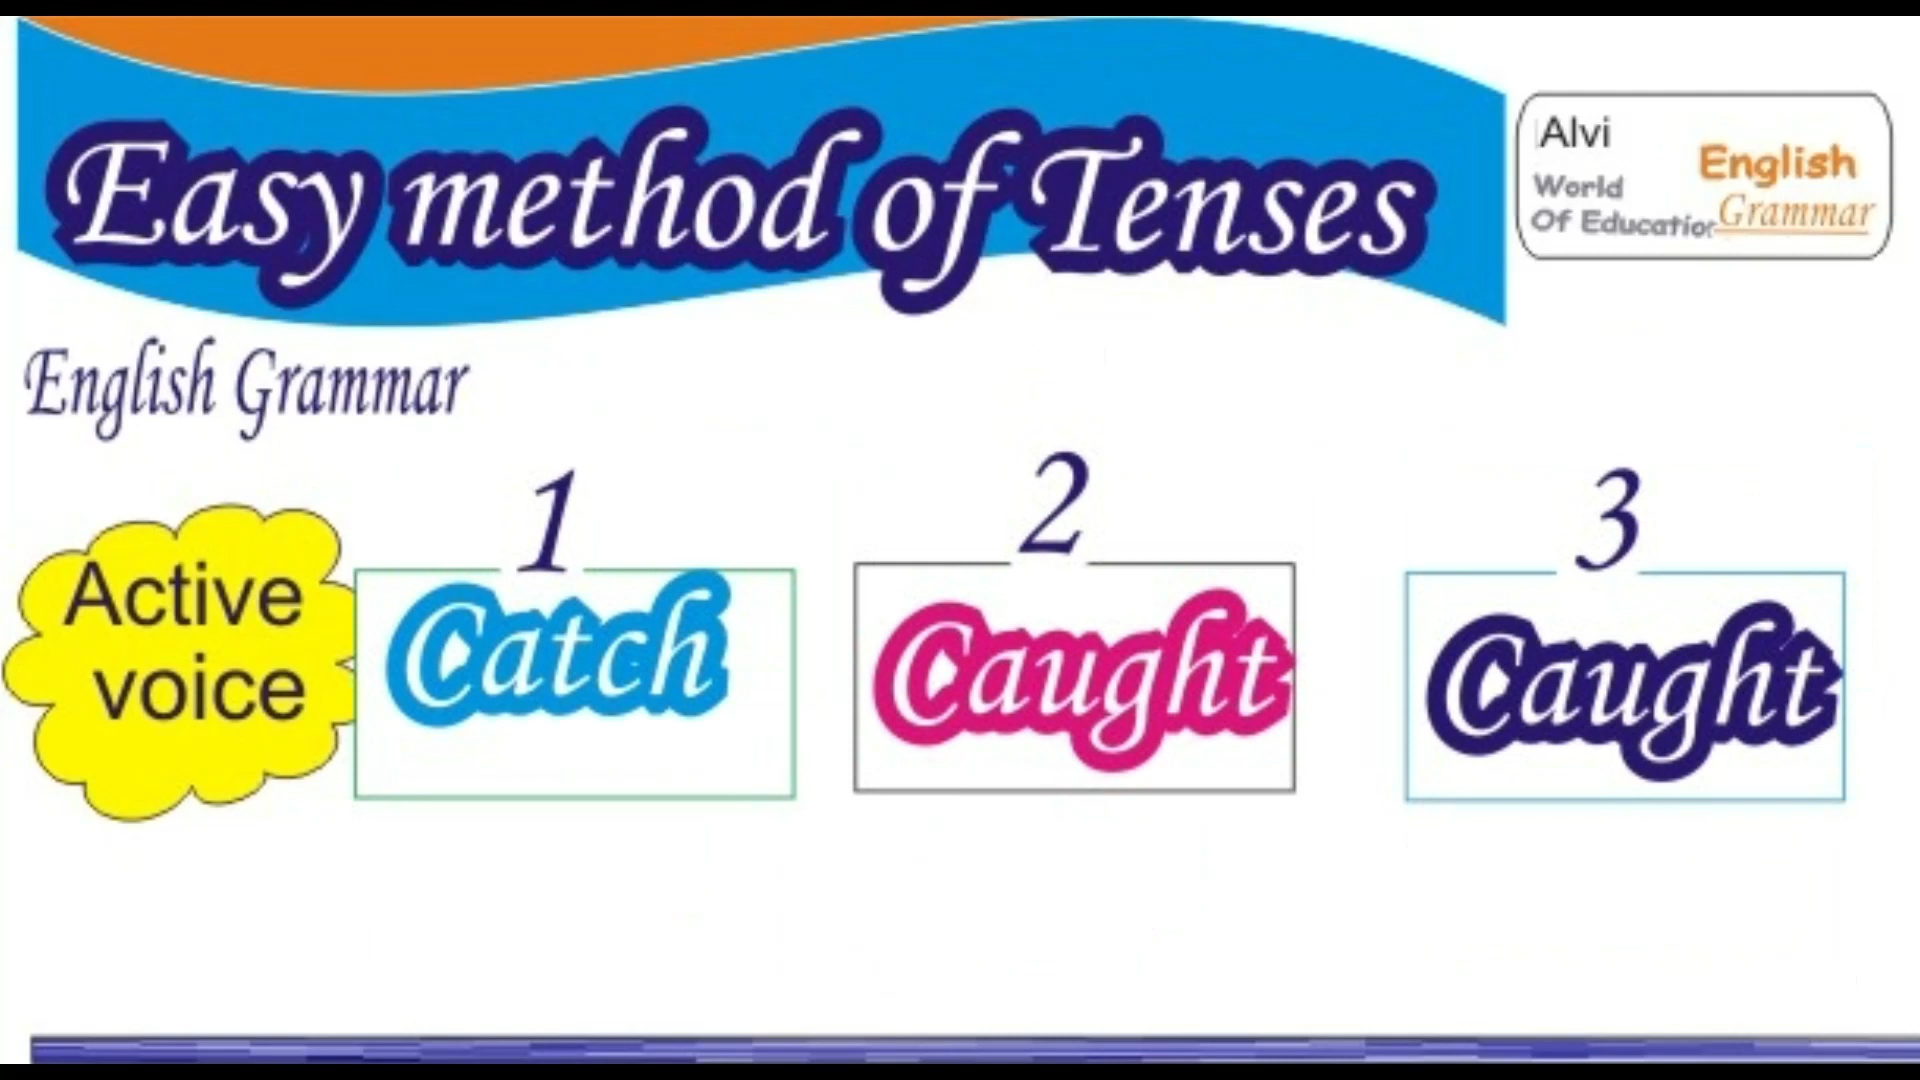 Easy method of Tenses
Alvi
World
Of Education
English
Grammar
English Grammar
Active
voice
1
Catch
2
Caught
3
Caught